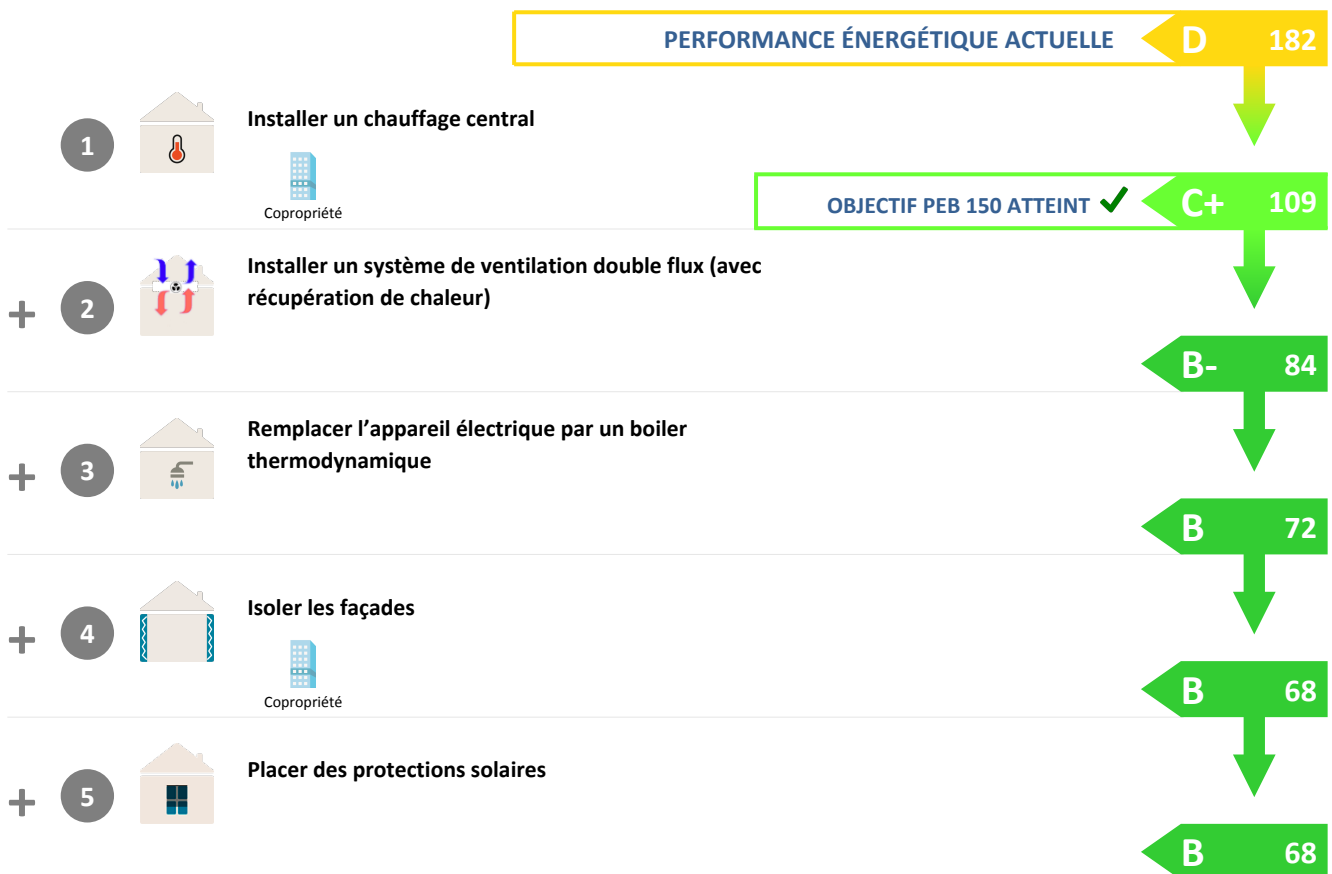 PERFORMANCE ÉNERGÉTIQUE ACTUELLE D 182
1 Installer un chauffage central
Copropriété
OBJECTIF PEB 150 ATTEINT ✔ C+ 109
+ 2 Installer un système de ventilation double flux (avec
récupération de chaleur)
B- 84
+ 3 Remplacer l’appareil électrique par un boiler
thermodynamique
B 72
+ 4 Isoler les façades
Copropriété
B 68
+ 5 Placer des protections solaires
B 68